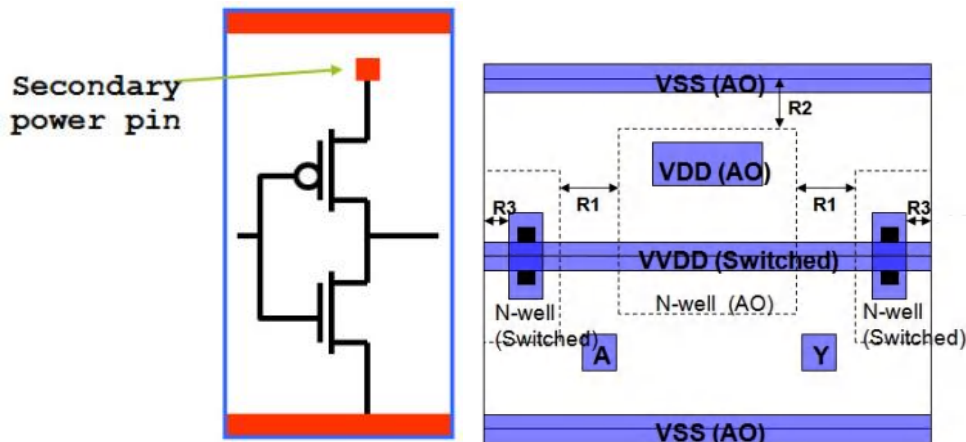 Secondary
power pin
VSS (AO)
R2
VDD (AO)
R1
R1
R3
R3
VVDD (Switched)
N-well
(Switched)
N-well (AO)
N-well
(Switched)
A
Y
VSS (AO)